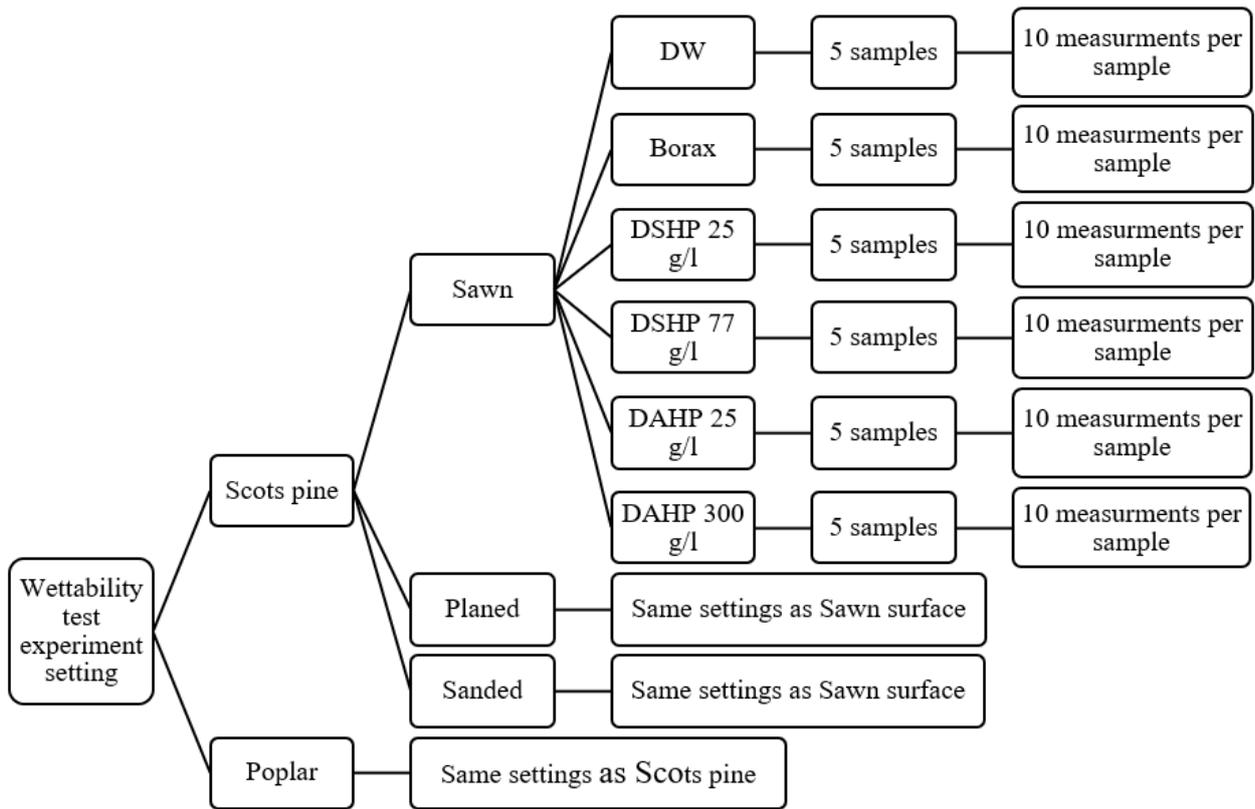 DW
5 samples
10 measurments per
sample
Borax
5 samples
10 measurments per
sample
DSHP 25
g/l
5 samples
10 measurments per
sample
Sawn
DSHP 77
g/l
5 samples
10 measurments per
sample
DAHP 25
g/l
5 samples
10 measurments per
sample
Scots pine
DAHP 300
g/l
5 samples
10 measurments per
sample
Wettability
test
experiment
setting
Planed
Same settings as Sawn surface
Sanded
Same settings as Sawn surface
Poplar
Same settings as Scots pine